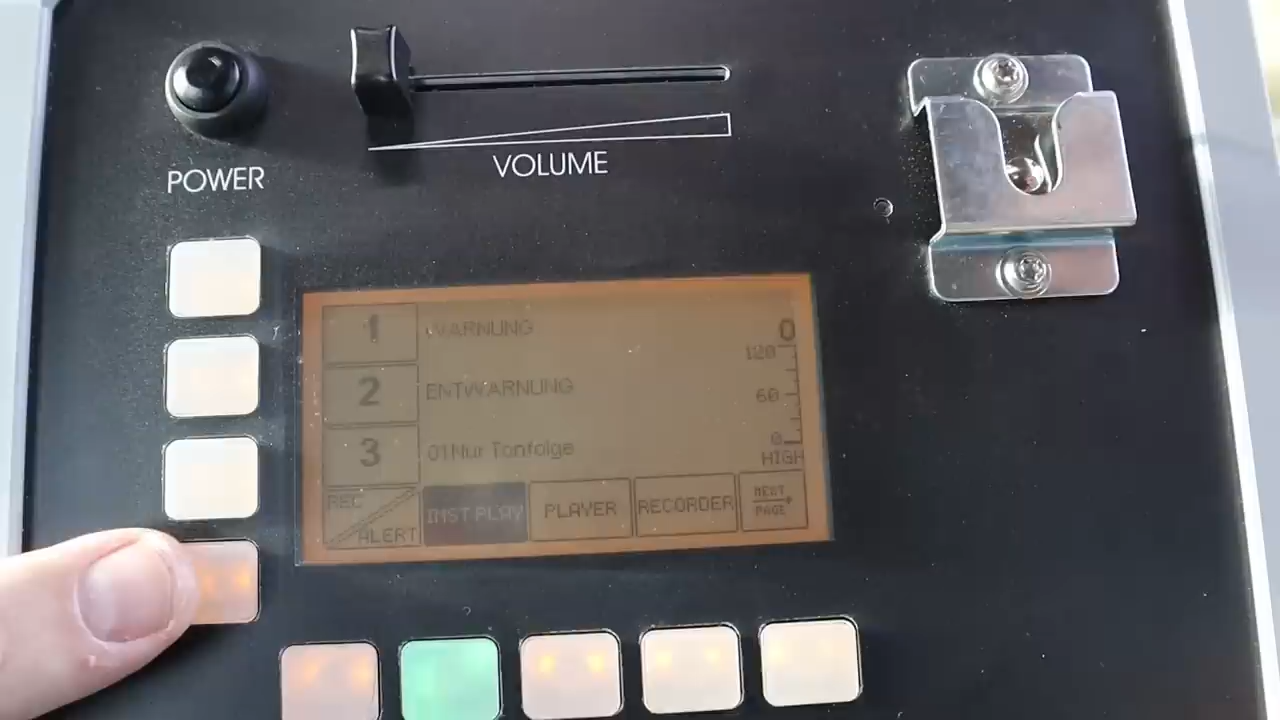 POWER
VOLUME
1 WARNUNG 0
120
2 ENTWARNUNG 60
3 01Nur Tonfolge 0
HIGH
REC ALERT INST PLAY PLAYER RECORDER NEXT PAGE